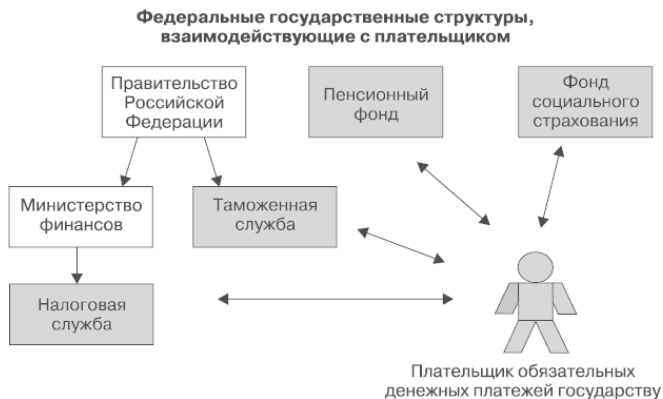 Федеральные государственные структуры,
взаимодействующие с плательщиком
Правительство
Российской
Федерации
Пенсионный
фонд
Фонд
социального
страхования
Министерство
финансов
Таможенная
служба
Налоговая
служба
Плательщик обязательных
денежных платежей государству